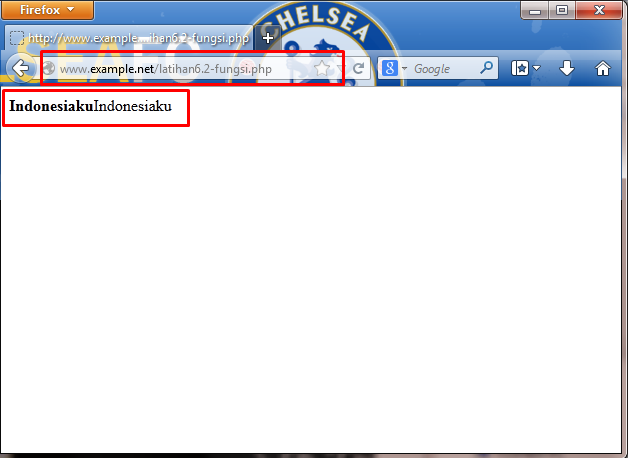 Firefox
CHELSEA
http://www.example....ihan6.2-fungsi.php
www.example.net/latihan6.2-fungsi.php
Google
IndonesiakuIndonesiaku